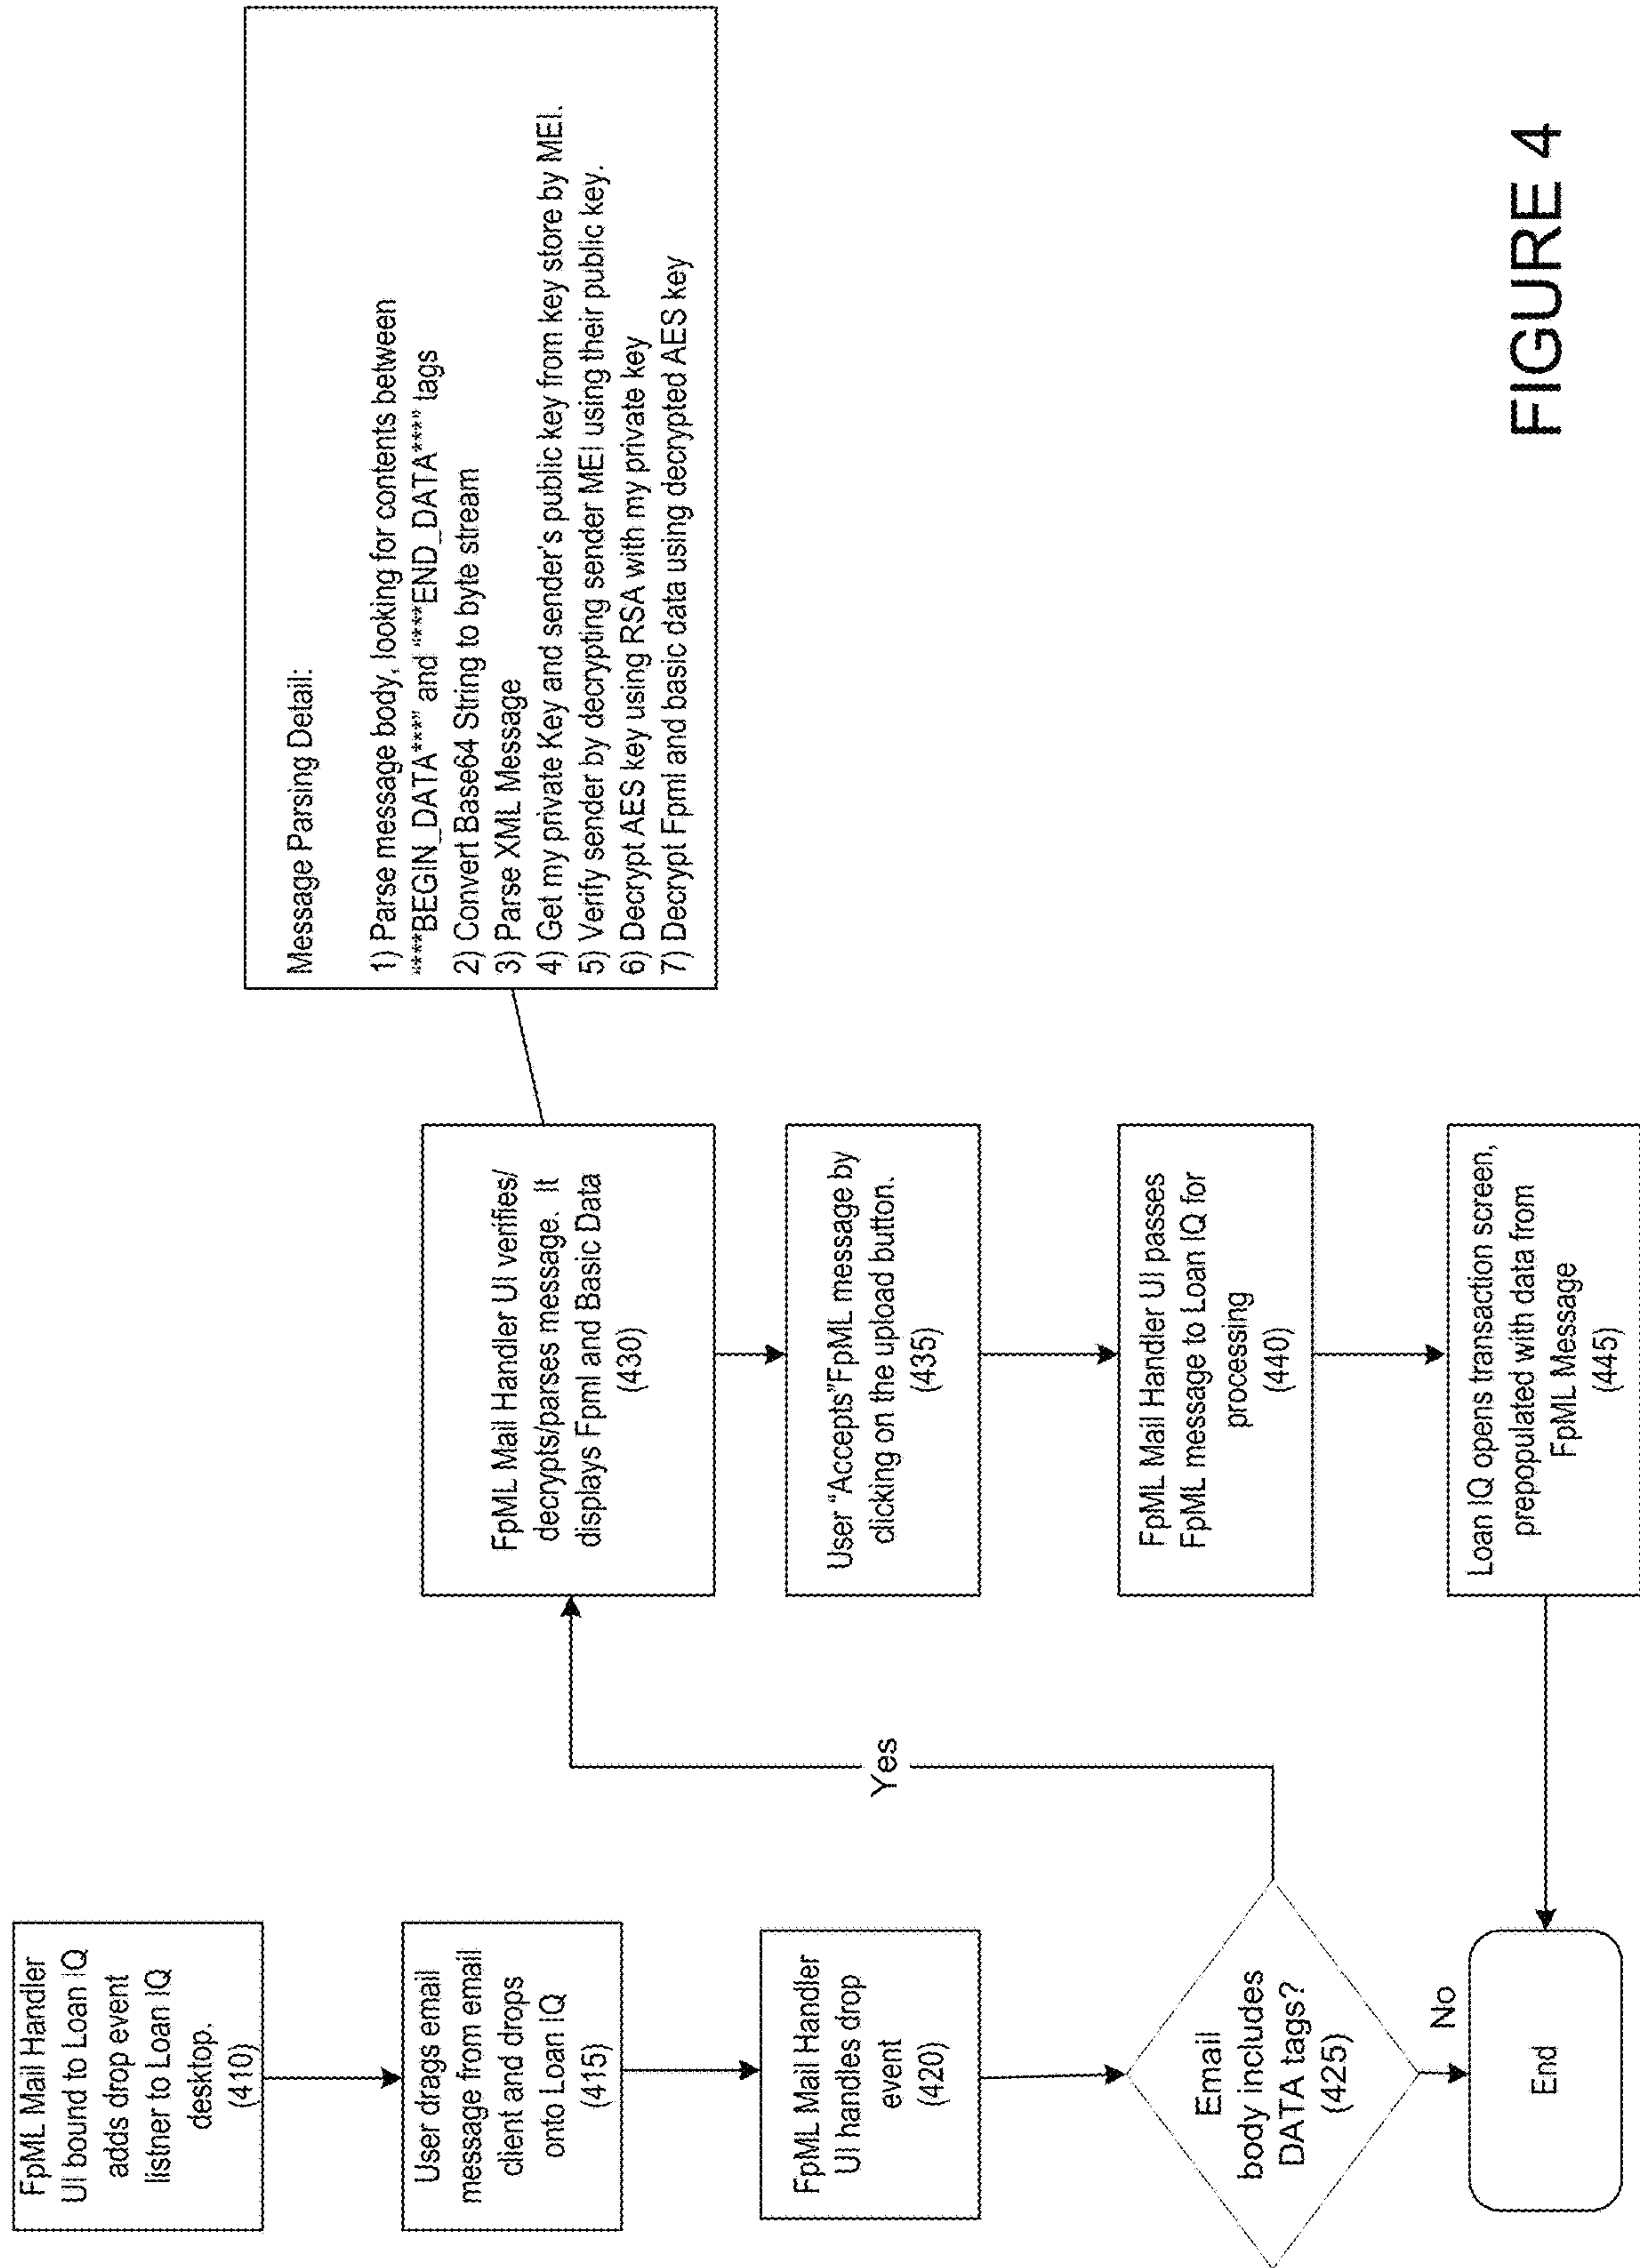 FpML Mail Handler
UI bound to Loan IQ
adds drop event
listner to Loan IQ
desktop.
(410)
User drags email
message from email
client and drops
onto Loan IQ
(415)
FpML Mail Handler
UI handles drop
event
(420)
Email
body includes
DATA tags?
(425)
No
End
Yes
FpML Mail Handler UI verifies/
decrypts/parses message. It
displays Fpml and Basic Data
(430)
User “Accepts”FpML message by
clicking on the upload button.
(435)
FpML Mail Handler UI passes
FpML message to Loan IQ for
processing
(440)
Loan IQ opens transaction screen,
prepopulated with data from
FpML Message
(445)
Message Parsing Detail:
1) Parse message body, looking for contents between
“***BEGIN_DATA***” and “***END_DATA***” tags
2) Convert Base64 String to byte stream
3) Parse XML Message
4) Get my private Key and sender's public key from key store by MEI.
5) Verify sender by decrypting sender MEI using their public key.
6) Decrypt AES key using RSA with my private key
7) Decrypt Fpml and basic data using decrypted AES key
FIGURE 4